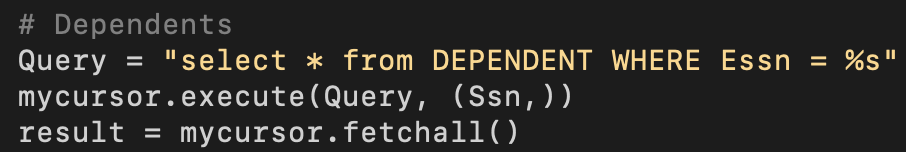 # Dependents
Query = "select * from DEPENDENT WHERE Essn = %s"
mycursor.execute(Query, (Ssn,))
result = mycursor.fetchall()